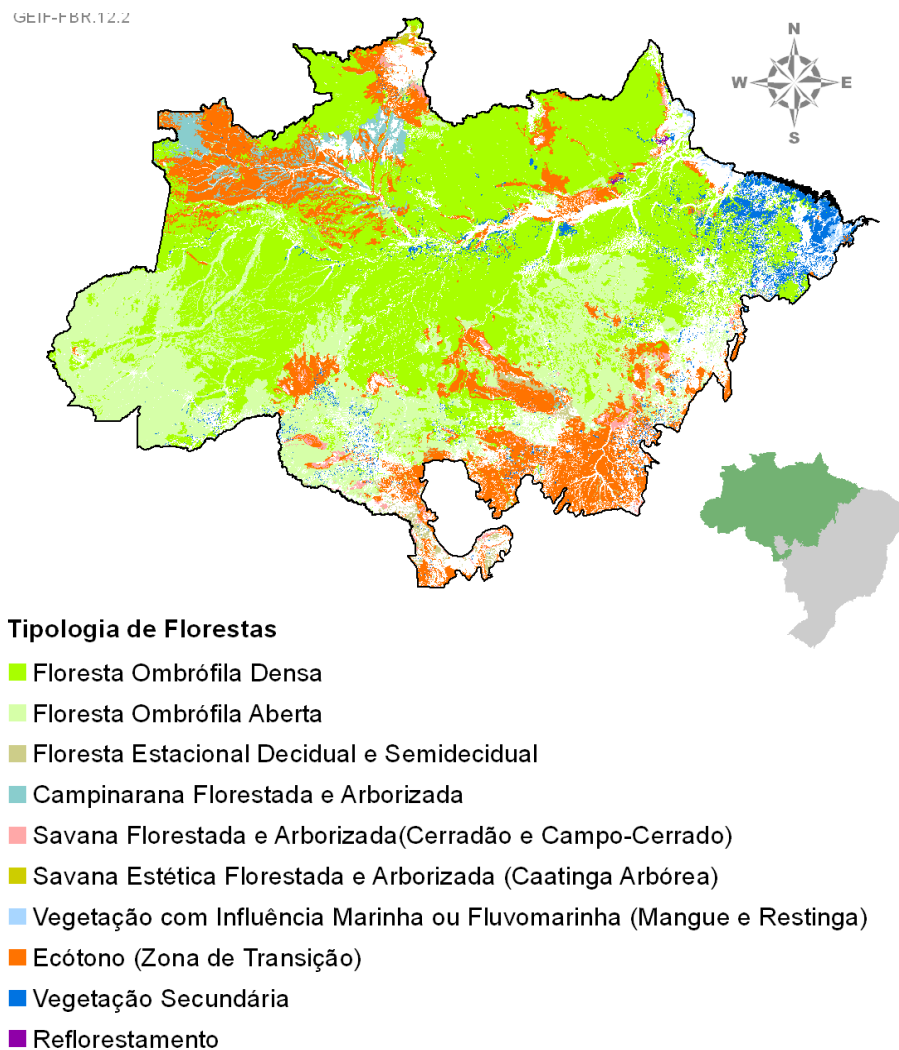 GEIF-FBR.12.2
N
W
E
S
Tipologia de Florestas
Floresta Ombrófila Densa
Floresta Ombrófila Aberta
Floresta Estacional Decidual e Semidecidual
Campinarana Florestada e Arborizada
Savana Florestada e Arborizada(Cerradão e Campo-Cerrado)
Savana Estética Florestada e Arborizada (Caatinga Arbórea)
Vegetação com Influência Marinha ou Fluvomarinha (Mangue e Restinga)
Ecótono (Zona de Transição)
Vegetação Secundária
Reflorestamento